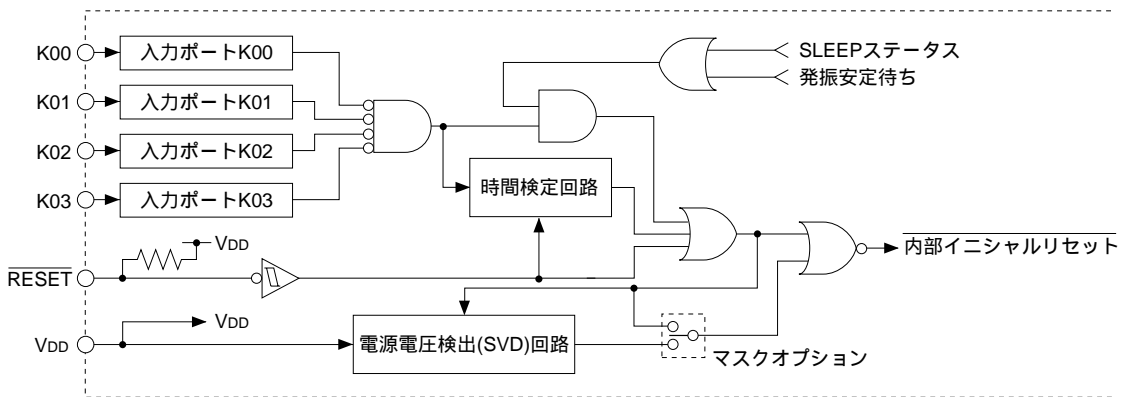 K00
入力ポートK00
K01
入力ポートK01
K02
入力ポートK02
K03
入力ポートK03
SLEEPステータス
発振安定待ち
時間検定回路
VDD
RESET
内部イニシャルリセット
VDD
VDD
電源電圧検出(SVD)回路
マスクオプション